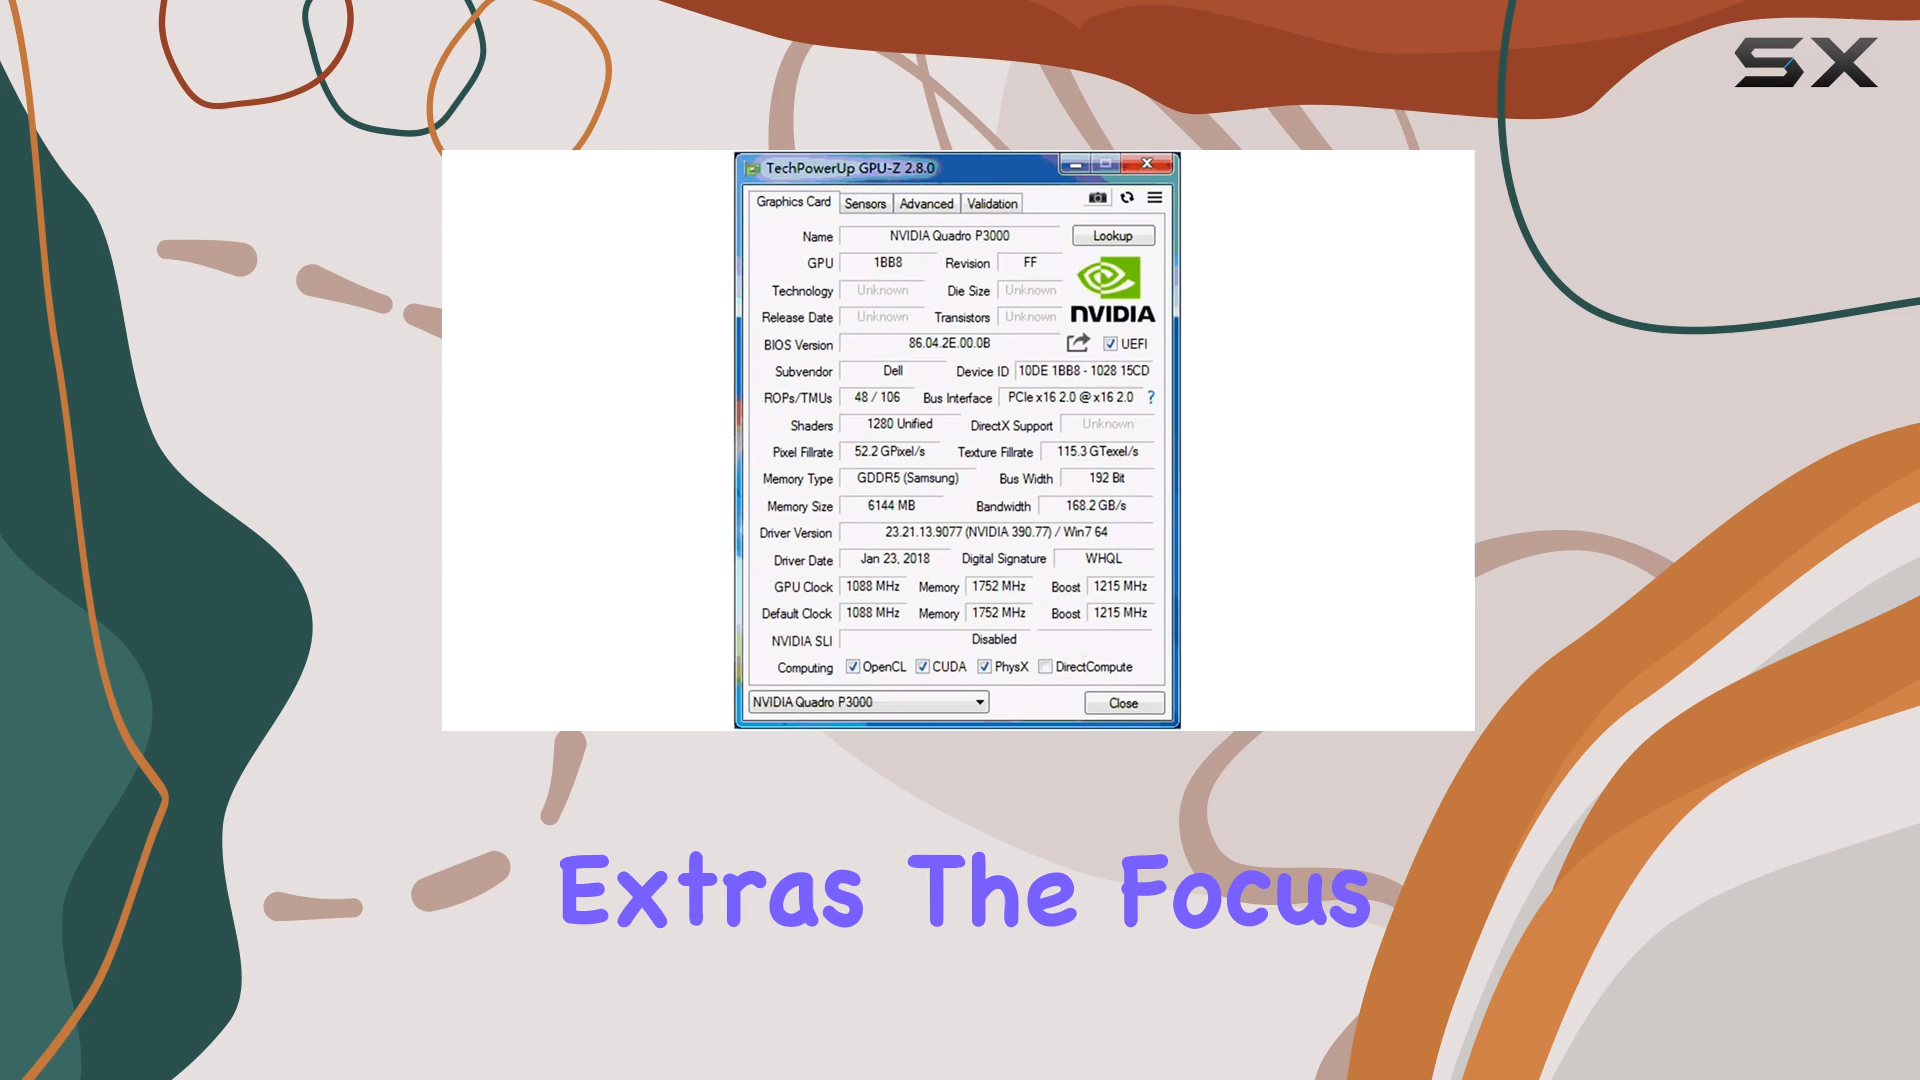 SX
TechPowerUp GPU-Z 2.8.0
Graphics Card Sensors Advanced Validation
Name NVIDIA Quadro P3000 Lookup
GPU 1BB8 Revision FF
Technology Unknown Die Size Unknown
NVIDIA
Release Date Unknown Transistors Unknown
BIOS Version 86.04.2E.00.0B UEFI
Subvendor Dell Device ID 10DE 1BB8 - 1028 15CD
ROPs/TMUs 48 / 106 Bus Interface PCIe x16 2.0 @ x16 2.0 ?
Shaders 1280 Unified DirectX Support Unknown
Pixel Fillrate 52.2 GPixel/s Texture Fillrate 115.3 GTexel/s
Memory Type GDDR5 (Samsung) Bus Width 192 Bit
Memory Size 6144 MB Bandwidth 168.2 GB/s
Driver Version 23.21.13.9077 (NVIDIA 390.77) / Win7 64
Driver Date Jan 23, 2018 Digital Signature WHQL
GPU Clock 1088 MHz Memory 1752 MHz Boost 1215 MHz
Default Clock 1088 MHz Memory 1752 MHz Boost 1215 MHz
NVIDIA SLI Disabled
Computing OpenCL CUDA PhysX DirectCompute
NVIDIA Quadro P3000 Close
Extras The Focus